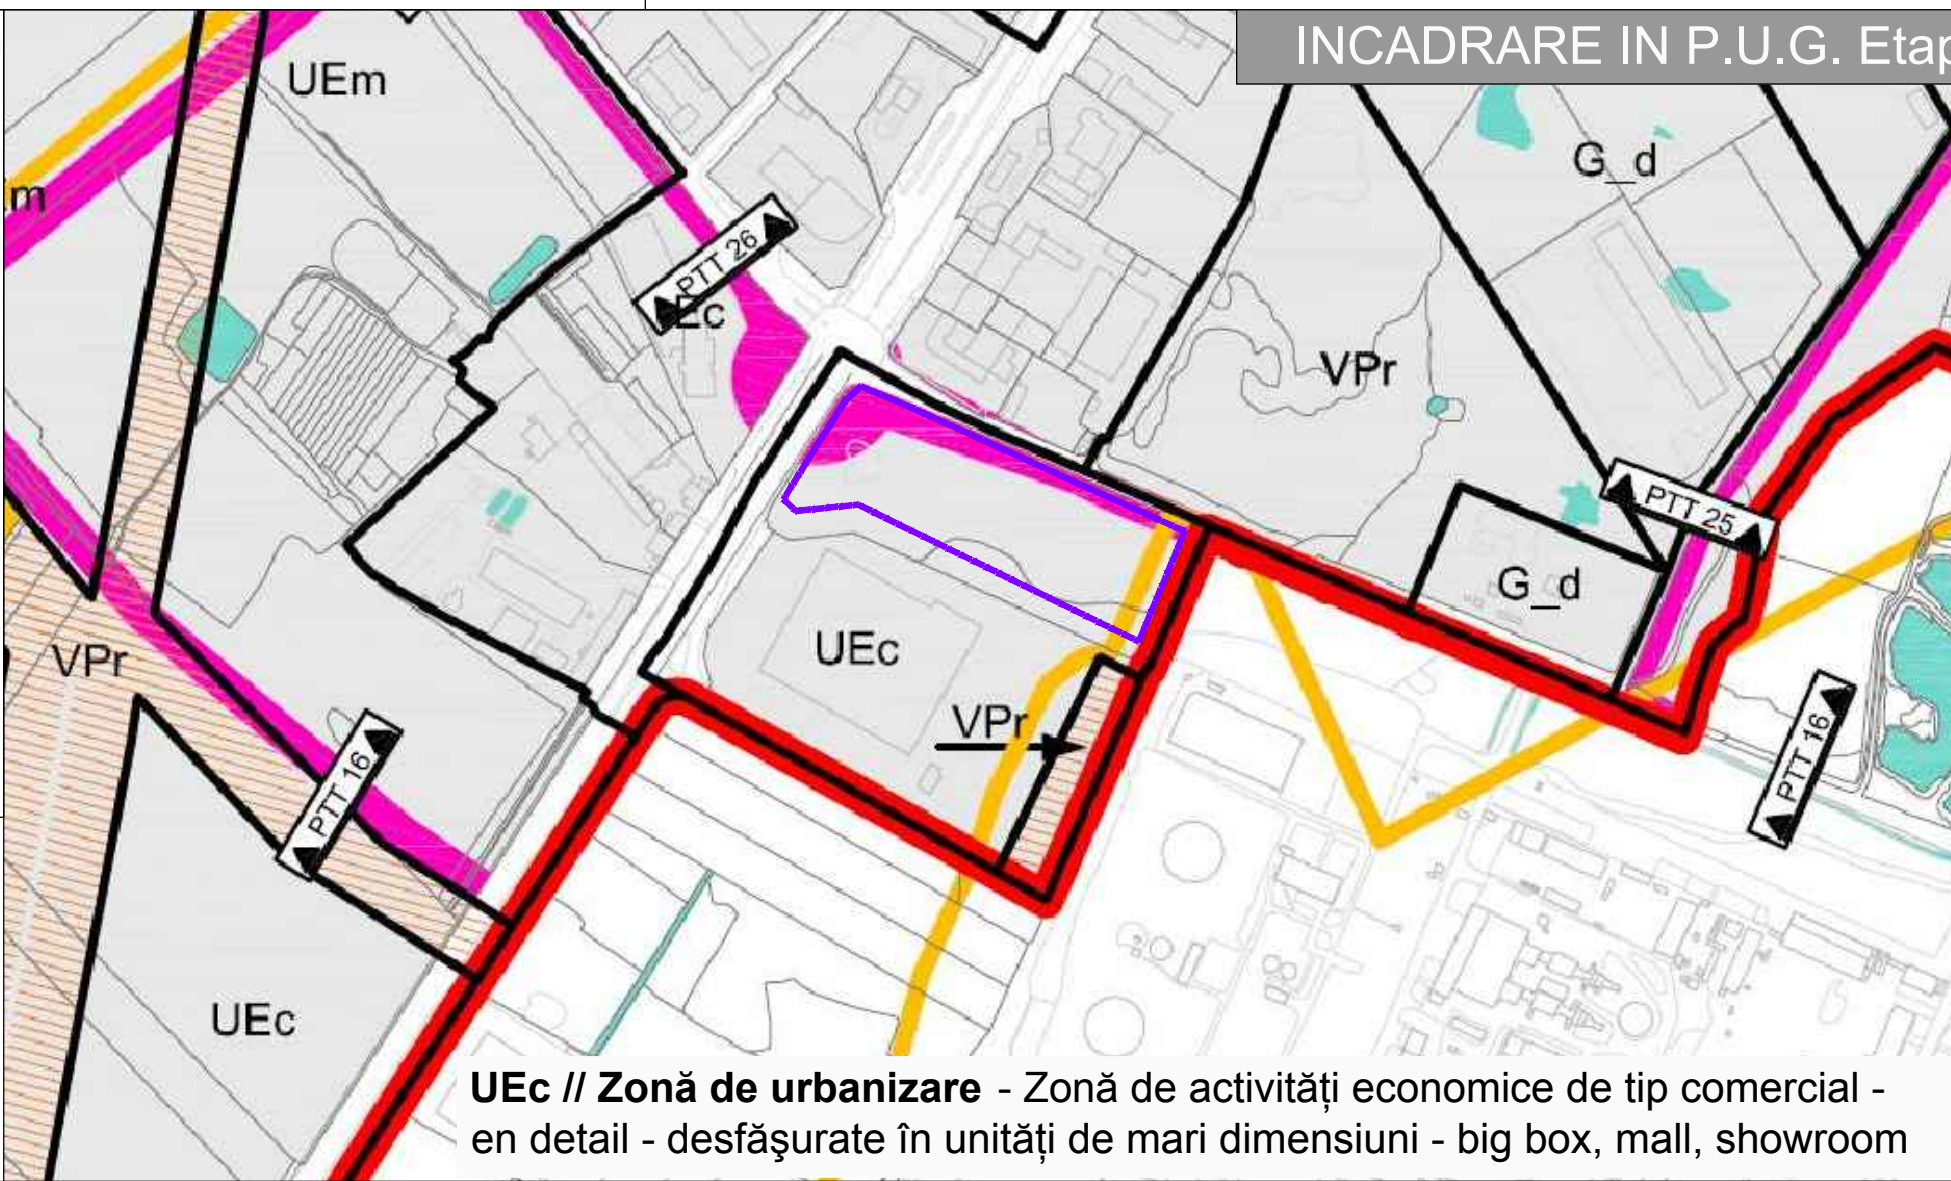 INCADRARE IN P.U.G. Etap
UEm
G_d
m
PTT 26
Ec
VPr
PTT 25
G_d
UEc
VPr
VPr
PTT 16
PTT 16
UEc
UEc // Zonă de urbanizare - Zonă de activități economice de tip comercial -
en detail - desfăşurate în unități de mari dimensiuni - big box, mall, showroom